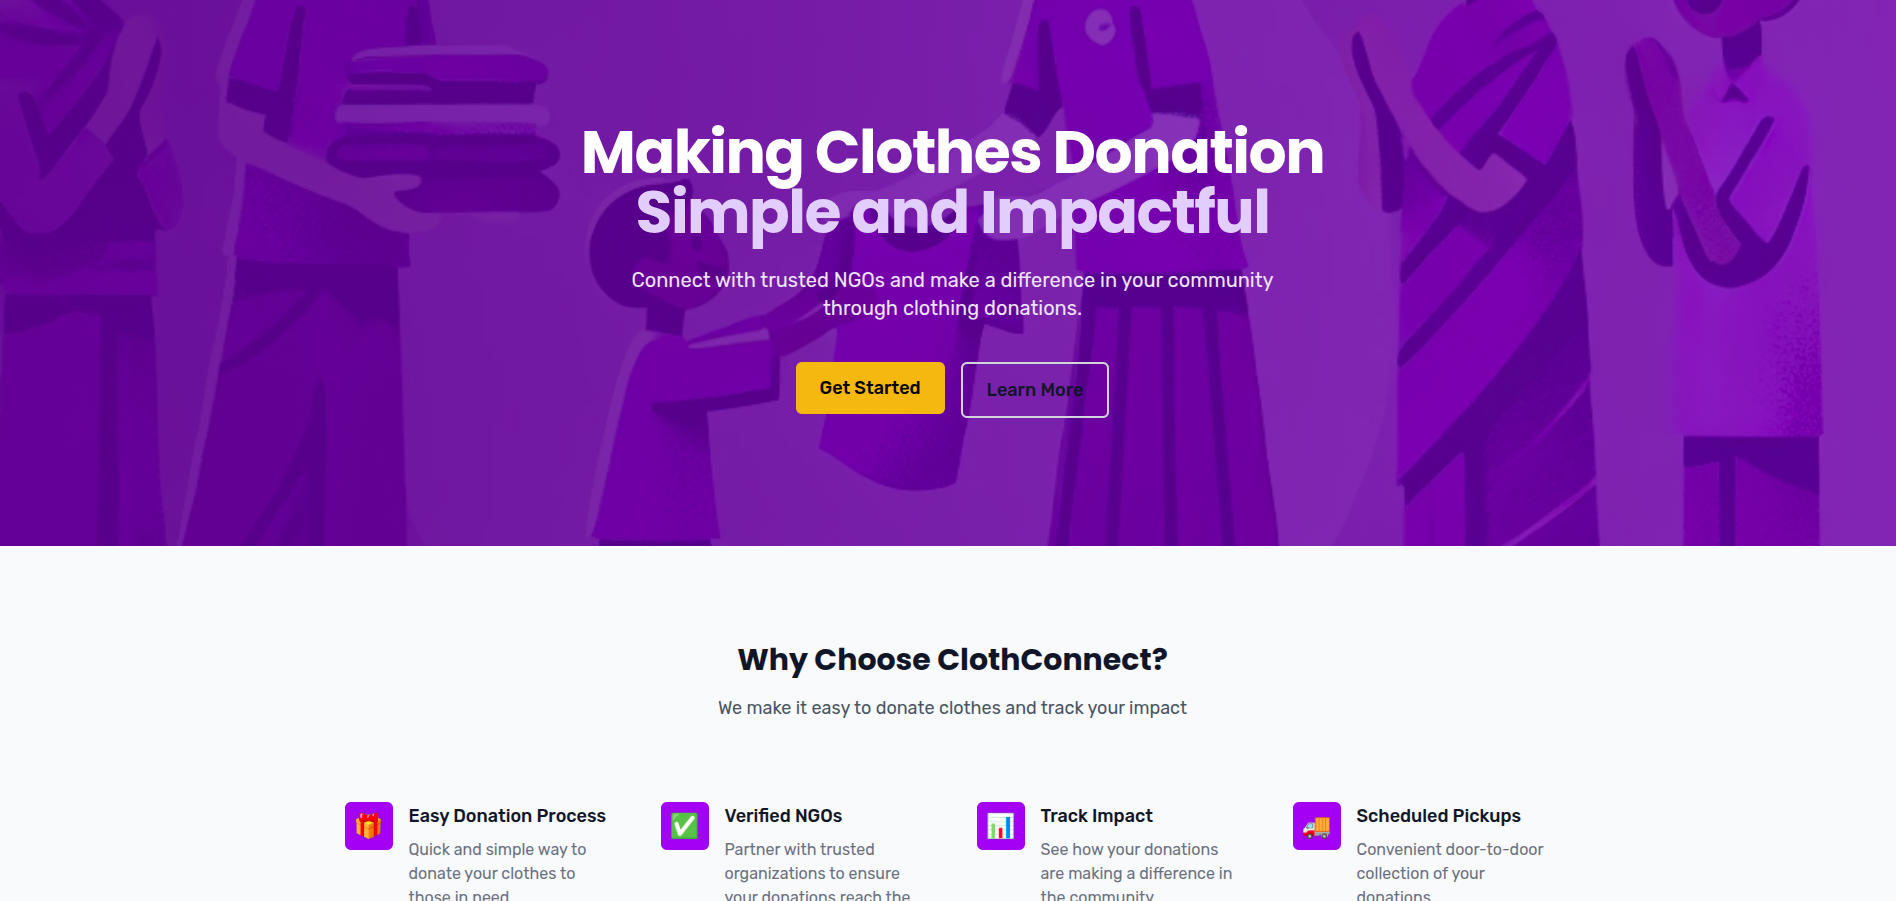 Making Clothes Donation
Simple and Impactful
Connect with trusted NGOs and make a difference in your community
through clothing donations.
Get Started
Learn More
Why Choose ClothConnect?
We make it easy to donate clothes and track your impact
Easy Donation Process
Quick and simple way to
donate your clothes to
those in need.
Verified NGOs
Partner with trusted
organizations to ensure
your donations reach the
Track Impact
See how your donations
are making a difference in
the community.
Scheduled Pickups
Convenient door-to-door
collection of your
donations.